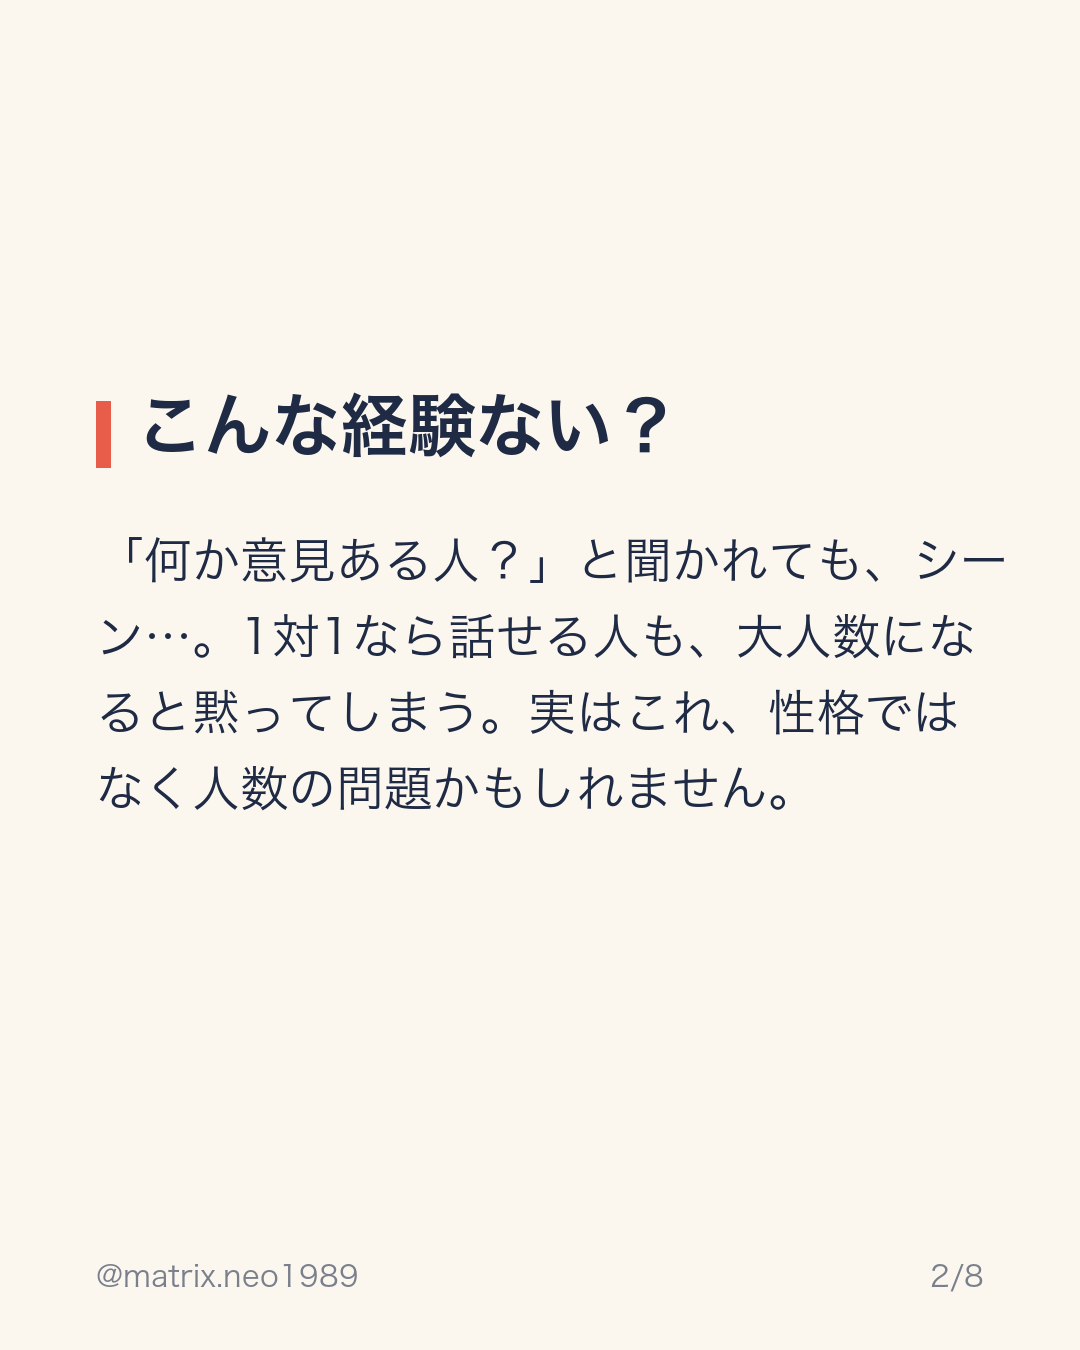 こんな経験ない？
「何か意見ある人？」と聞かれても、シー
ン…。1対1なら話せる人も、大人数にな
ると黙ってしまう。実はこれ、性格では
なく人数の問題かもしれません。
@matrix.neo1989
2/8